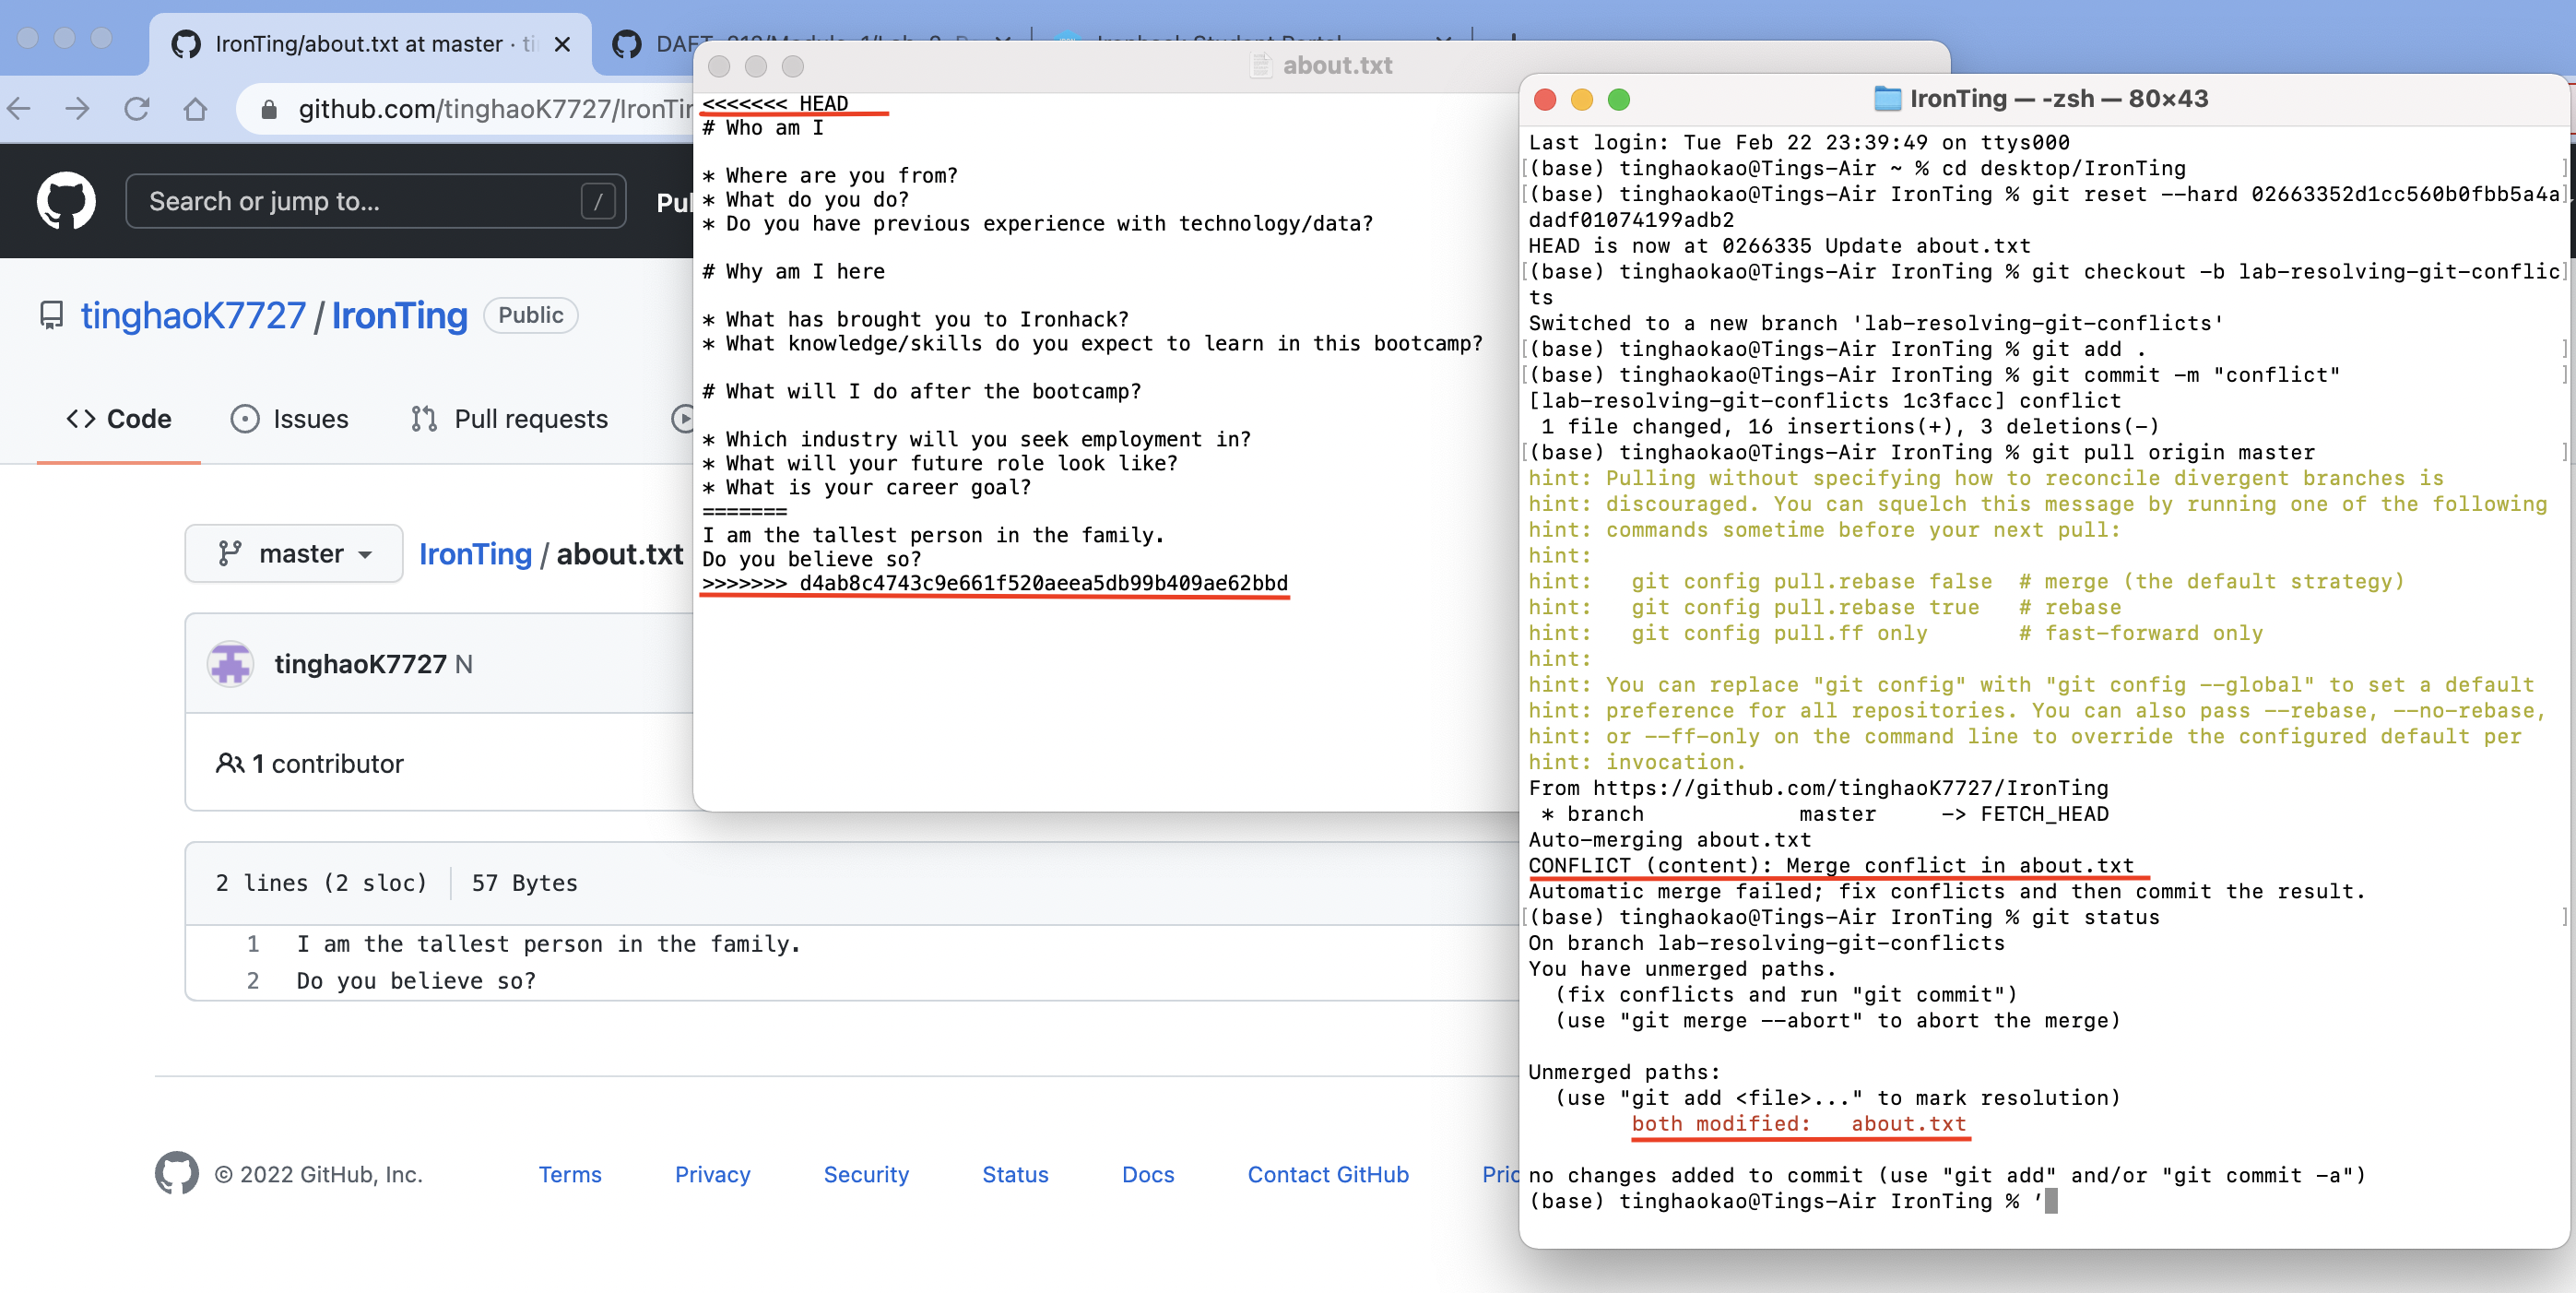 IronTing/about.txt at master · ti
DAFT
github.com/tinghaoK7727/IronTin
Search or jump to...
/
Pul
tinghaoK7727 / IronTing
Public
Code
Issues
Pull requests
master
IronTing / about.txt
tinghaoK7727 N
1 contributor
2 lines (2 sloc)
57 Bytes
1 I am the tallest person in the family.
2 Do you believe so?
© 2022 GitHub, Inc.
Terms
Privacy
Security
Status
Docs
Contact GitHub
Pric
about.txt
<<<<<<< HEAD
# Who am I
* Where are you from?
* What do you do?
* Do you have previous experience with technology/data?
# Why am I here
* What has brought you to Ironhack?
* What knowledge/skills do you expect to learn in this bootcamp?
# What will I do after the bootcamp?
* Which industry will you seek employment in?
* What will your future role look like?
* What is your career goal?
=======
I am the tallest person in the family.
Do you believe so?
>>>>>>> d4ab8c4743c9e661f520aeea5db99b409ae62bbd
IronTing — -zsh — 80×43
Last login: Tue Feb 22 23:39:49 on ttys000
[(base) tinghaokao@Tings-Air ~ % cd desktop/IronTing ]
[(base) tinghaokao@Tings-Air IronTing % git reset --hard 02663352d1cc560b0fbb5a4a]
dadf01074199adb2
HEAD is now at 0266335 Update about.txt
[(base) tinghaokao@Tings-Air IronTing % git checkout -b lab-resolving-git-conflic]
ts
Switched to a new branch 'lab-resolving-git-conflicts'
[(base) tinghaokao@Tings-Air IronTing % git add . ]
[(base) tinghaokao@Tings-Air IronTing % git commit -m "conflict" ]
[lab-resolving-git-conflicts 1c3facc] conflict
1 file changed, 16 insertions(+), 3 deletions(-)
[(base) tinghaokao@Tings-Air IronTing % git pull origin master ]
hint: Pulling without specifying how to reconcile divergent branches is
hint: discouraged. You can squelch this message by running one of the following
hint: commands sometime before your next pull:
hint:
hint: git config pull.rebase false # merge (the default strategy)
hint: git config pull.rebase true # rebase
hint: git config pull.ff only # fast-forward only
hint:
hint: You can replace "git config" with "git config --global" to set a default
hint: preference for all repositories. You can also pass --rebase, --no-rebase,
hint: or --ff-only on the command line to override the configured default per
hint: invocation.
From https://github.com/tinghaoK7727/IronTing
* branch master -> FETCH_HEAD
Auto-merging about.txt
CONFLICT (content): Merge conflict in about.txt
Automatic merge failed; fix conflicts and then commit the result.
[(base) tinghaokao@Tings-Air IronTing % git status ]
On branch lab-resolving-git-conflicts
You have unmerged paths.
(fix conflicts and run "git commit")
(use "git merge --abort" to abort the merge)
Unmerged paths:
(use "git add <file>..." to mark resolution)
both modified: about.txt
no changes added to commit (use "git add" and/or "git commit -a")
(base) tinghaokao@Tings-Air IronTing % ′